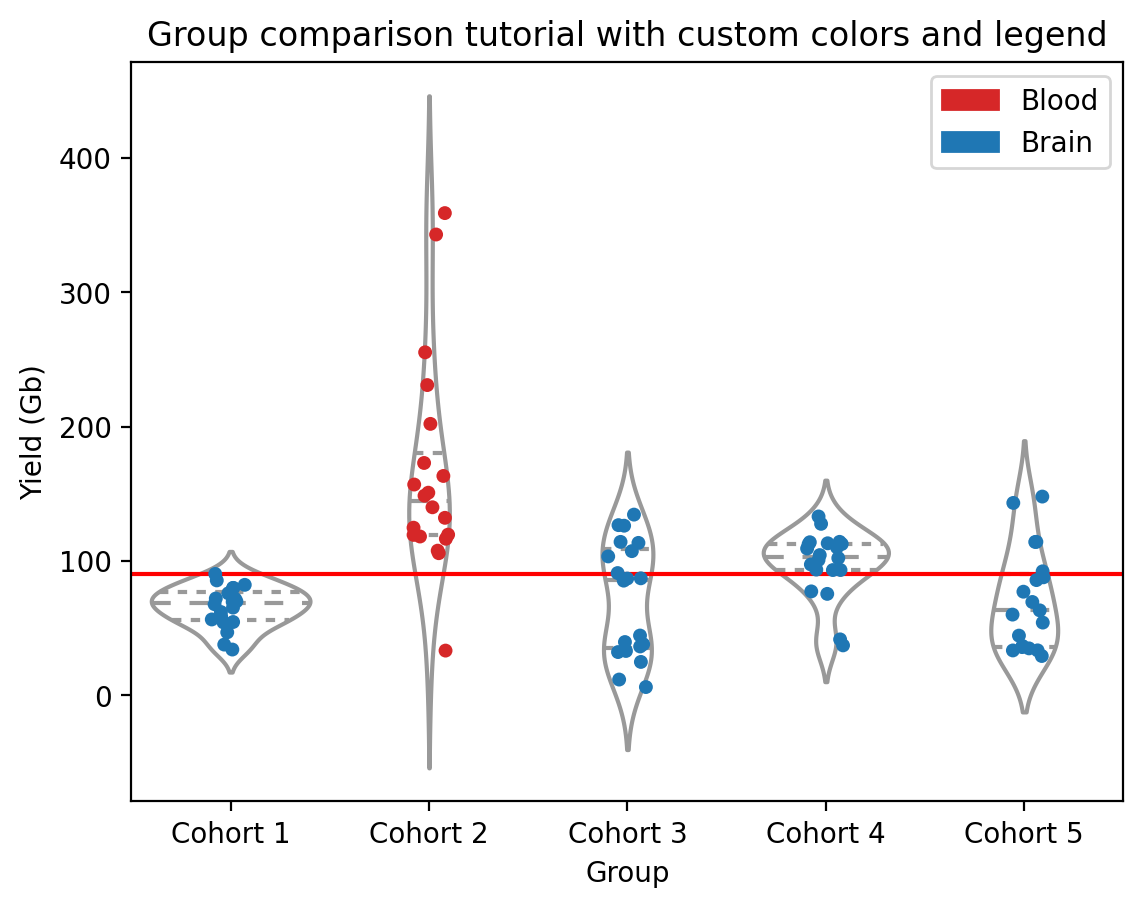 Group comparison tutorial with custom colors and legend
Blood
Brain
400
300
200
100
0
Yield (Gb)
Cohort 1
Cohort 2
Cohort 3
Cohort 4
Cohort 5
Group